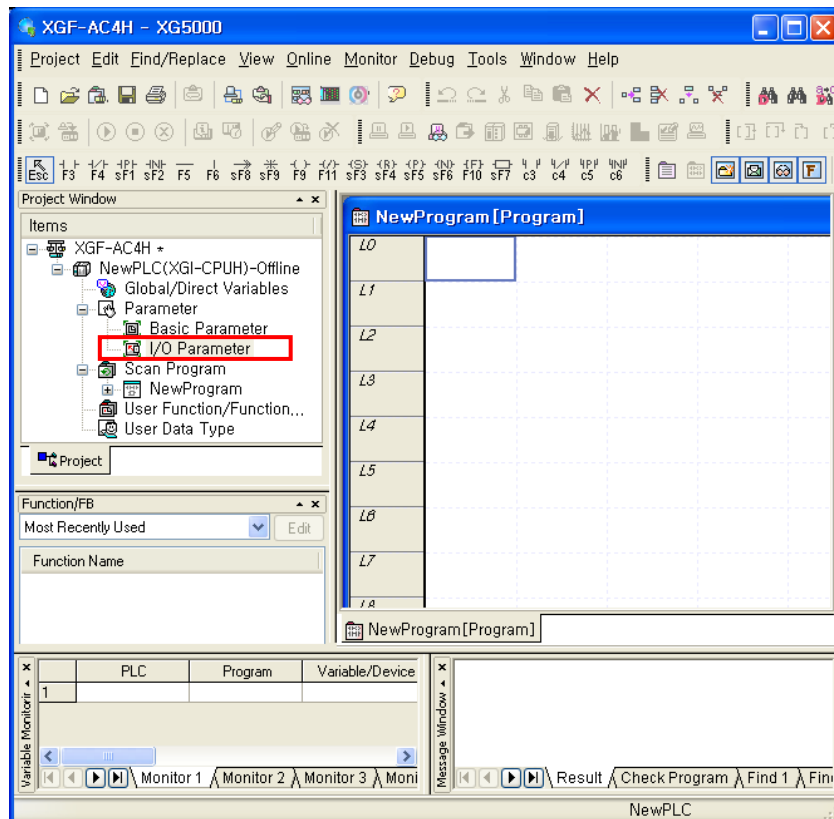 XGF-AC4H - XG5000
Project Edit Find/Replace View Online Monitor Debug Tools Window Help
Esc F3 F4 sF1 sF2 F5 F6 sF8 sF9 F9 F11 sF3 sF4 sF5 sF6 F10 sF7 c3 c4 c5 c6
Project Window
Items
XGF-AC4H *
NewPLC(XGI-CPUH)-Offline
Global/Direct Variables
Parameter
Basic Parameter
I/O Parameter
Scan Program
NewProgram
User Function/Function...
User Data Type
Project
Function/FB
Most Recently Used Edit
Function Name
NewProgram [Program]
L0
L1
L2
L3
L4
L5
L6
L7
L8
NewProgram[Program]
Variable Monitorir
PLC Program Variable/Device
1
Monitor 1 Monitor 2 Monitor 3 Moni
Message Window
Result Check Program Find 1 Fin
NewPLC